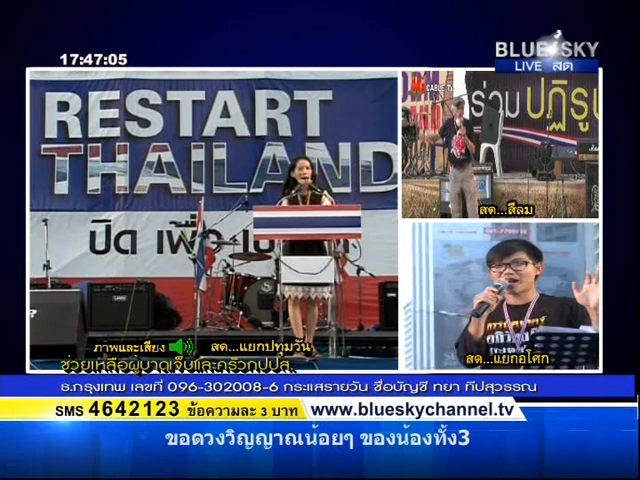 17:47:05
BLUE SKY
LIVE สด
RESTART
THAILAND
ปิด เพื่อ
CABLE TV
ร่วม ปฏิรูป
สด...สีลม
ภาพและเสียง
สด...แยกปทุมวัน
สด...แยกอโศก
ช่วยเหลือผู้บาดเจ็บและครัวกปปส.
ธ.กรุงเทพ เลขที่ 096-302008-6 กระแสรายวัน ชื่อบัญชี ทยา ทีปสุวรรณ
SMS 4642123 ข้อความละ 3 บาท
www.blueskychannel.tv
ขอดวงวิญญาณน้อยๆ ของน้องทั้ง3